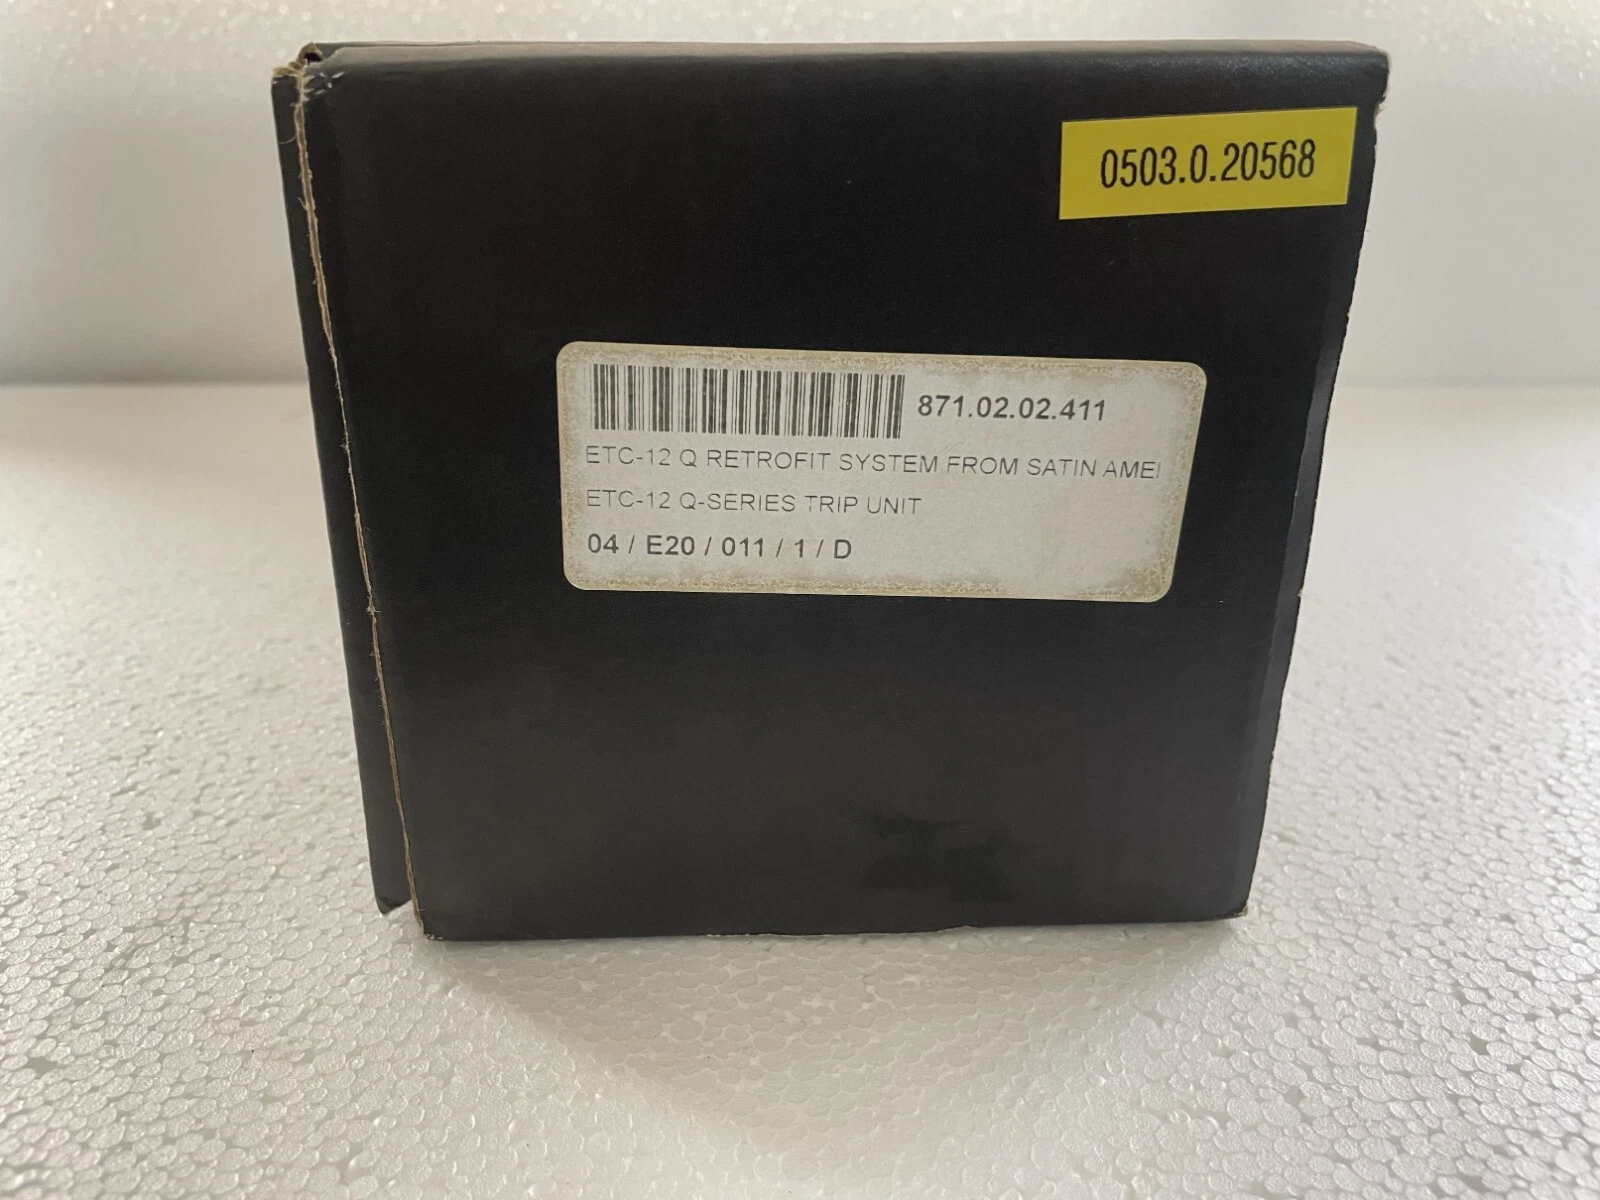 0503.0.20568
871.02.02.411
ETC-12 Q RETROFIT SYSTEM FROM SATIN AMEI
ETC-12 Q-SERIES TRIP UNIT
04 / E20 / 011 / 1 / D